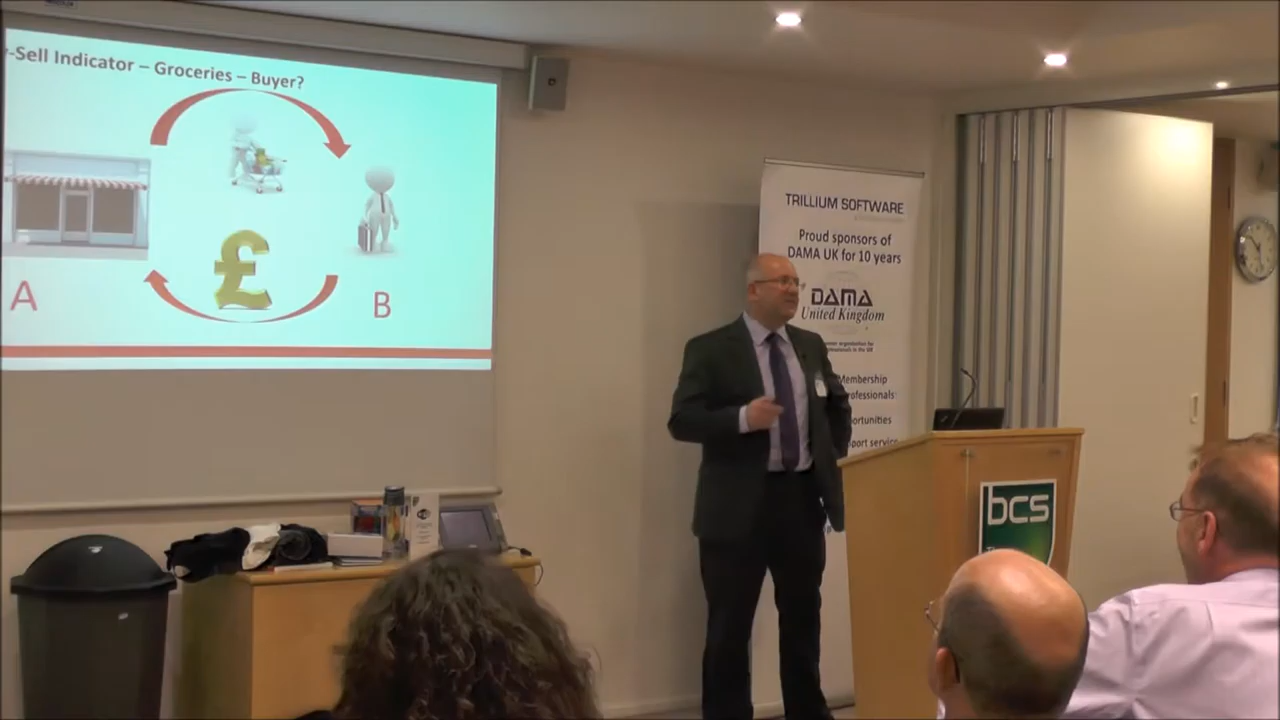 -Sell Indicator – Groceries – Buyer?
£
A
B
TRILLIUM SOFTWARE
Proud sponsors of
DAMA UK for 10 years
DAMA
United Kingdom
Membership
rofessionals:
ortunities
port service
bcs